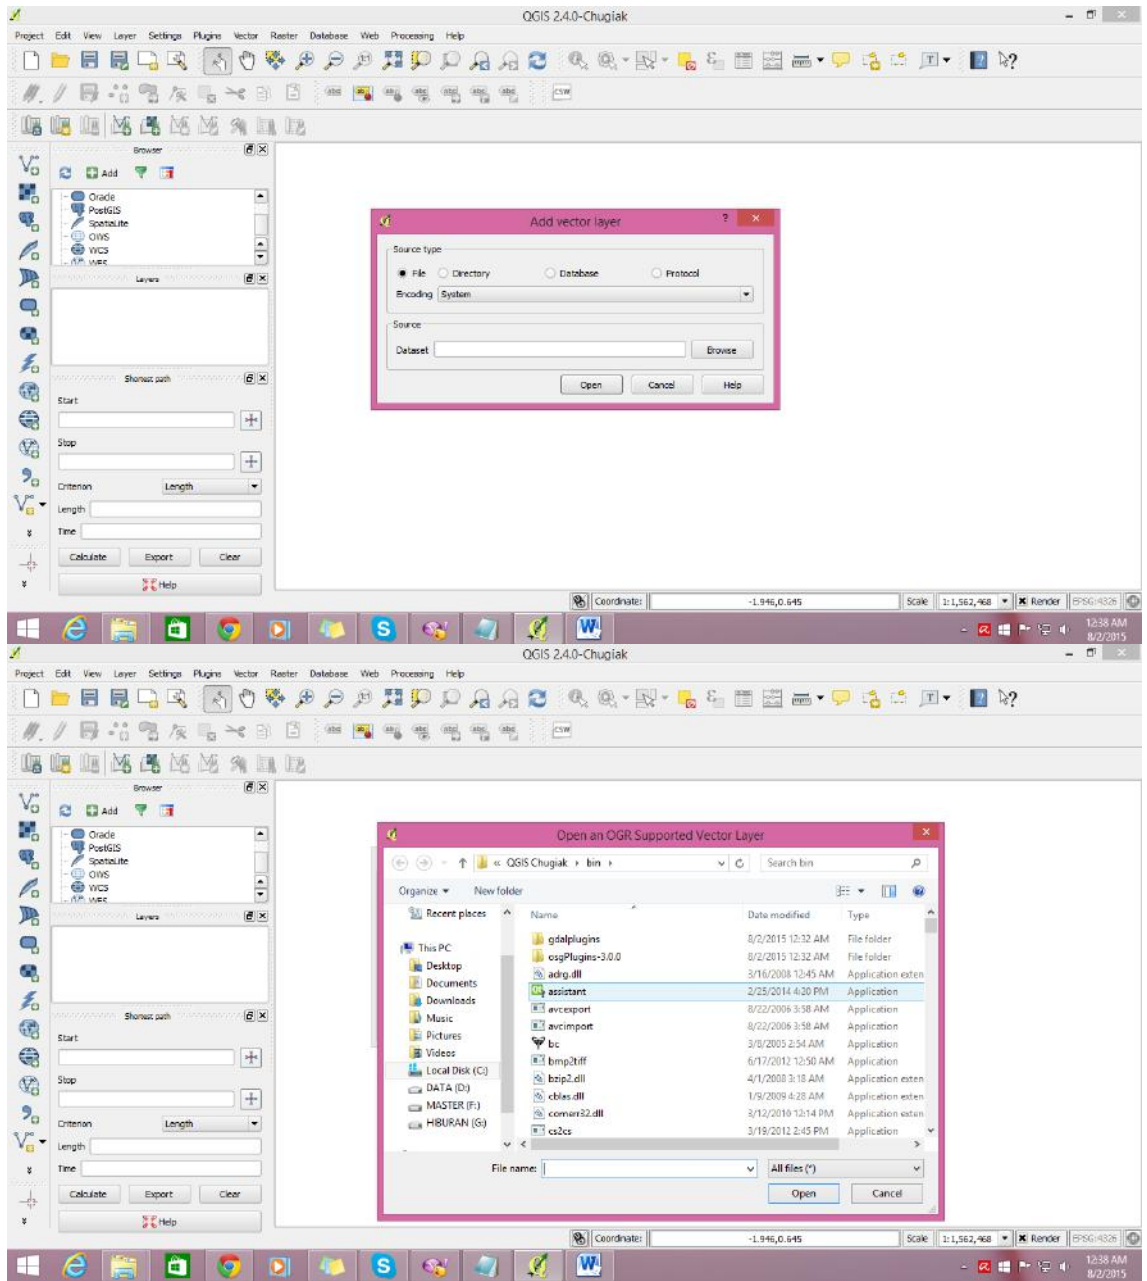 QGIS 2.4.0-Chugiak
Project Edit View Layer Settings Plugins Vector Raster Database Web Processing Help
CSW
Browser
Add
Oracle
PostGIS
SpatiaLite
OWS
WCS
WFS
Layers
Shortest path
Start
Stop
Criterion Length
Length
Time
Calculate Export Clear
Help
Add vector layer ?
Source type
File Directory Database Protocol
Encoding System
Source
Dataset Browse
Open Cancel Help
Coordinate: -1.946,0.645 Scale 1:1,562,468 Render EPSG:4326
12:38 AM
8/2/2015
QGIS 2.4.0-Chugiak
Project Edit View Layer Settings Plugins Vector Raster Database Web Processing Help
CSW
Browser
Add
Oracle
PostGIS
SpatiaLite
OWS
WCS
WFS
Layers
Shortest path
Start
Stop
Criterion Length
Length
Time
Calculate Export Clear
Help
Open an OGR Supported Vector Layer
« QGIS Chugiak bin Search bin
Organize New folder
Recent places
This PC
Desktop
Documents
Downloads
Music
Pictures
Videos
Local Disk (C:)
DATA (D:)
MASTER (F:)
HIBURAN (G:)
Name Date modified Type
gdalplugins 8/2/2015 12:32 AM File folder
osgPlugins-3.0.0 8/2/2015 12:32 AM File folder
adrg.dll 3/16/2008 12:45 AM Application exten
assistant 2/25/2014 4:20 PM Application
avcexport 8/22/2006 3:58 AM Application
avcimport 8/22/2006 3:58 AM Application
bc 3/8/2005 2:54 AM Application
bmp2tiff 6/17/2012 12:50 AM Application
bzip2.dll 4/1/2008 3:18 AM Application exten
cblas.dll 1/9/2009 4:28 AM Application exten
comerr32.dll 3/12/2010 12:14 PM Application exten
cs2cs 3/19/2012 2:45 PM Application
File name: All files (*)
Open Cancel
Coordinate: -1.946,0.645 Scale 1:1,562,468 Render EPSG:4326
12:38 AM
8/2/2015